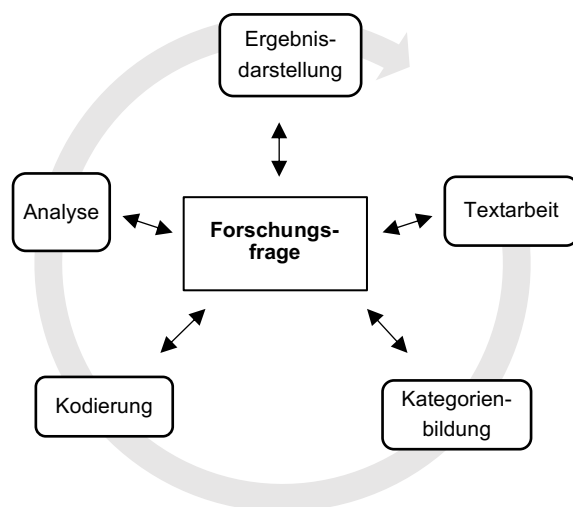 Ergebnis-
darstellung
Analyse
Forschungs-
frage
Textarbeit
Kodierung
Kategorien-
bildung